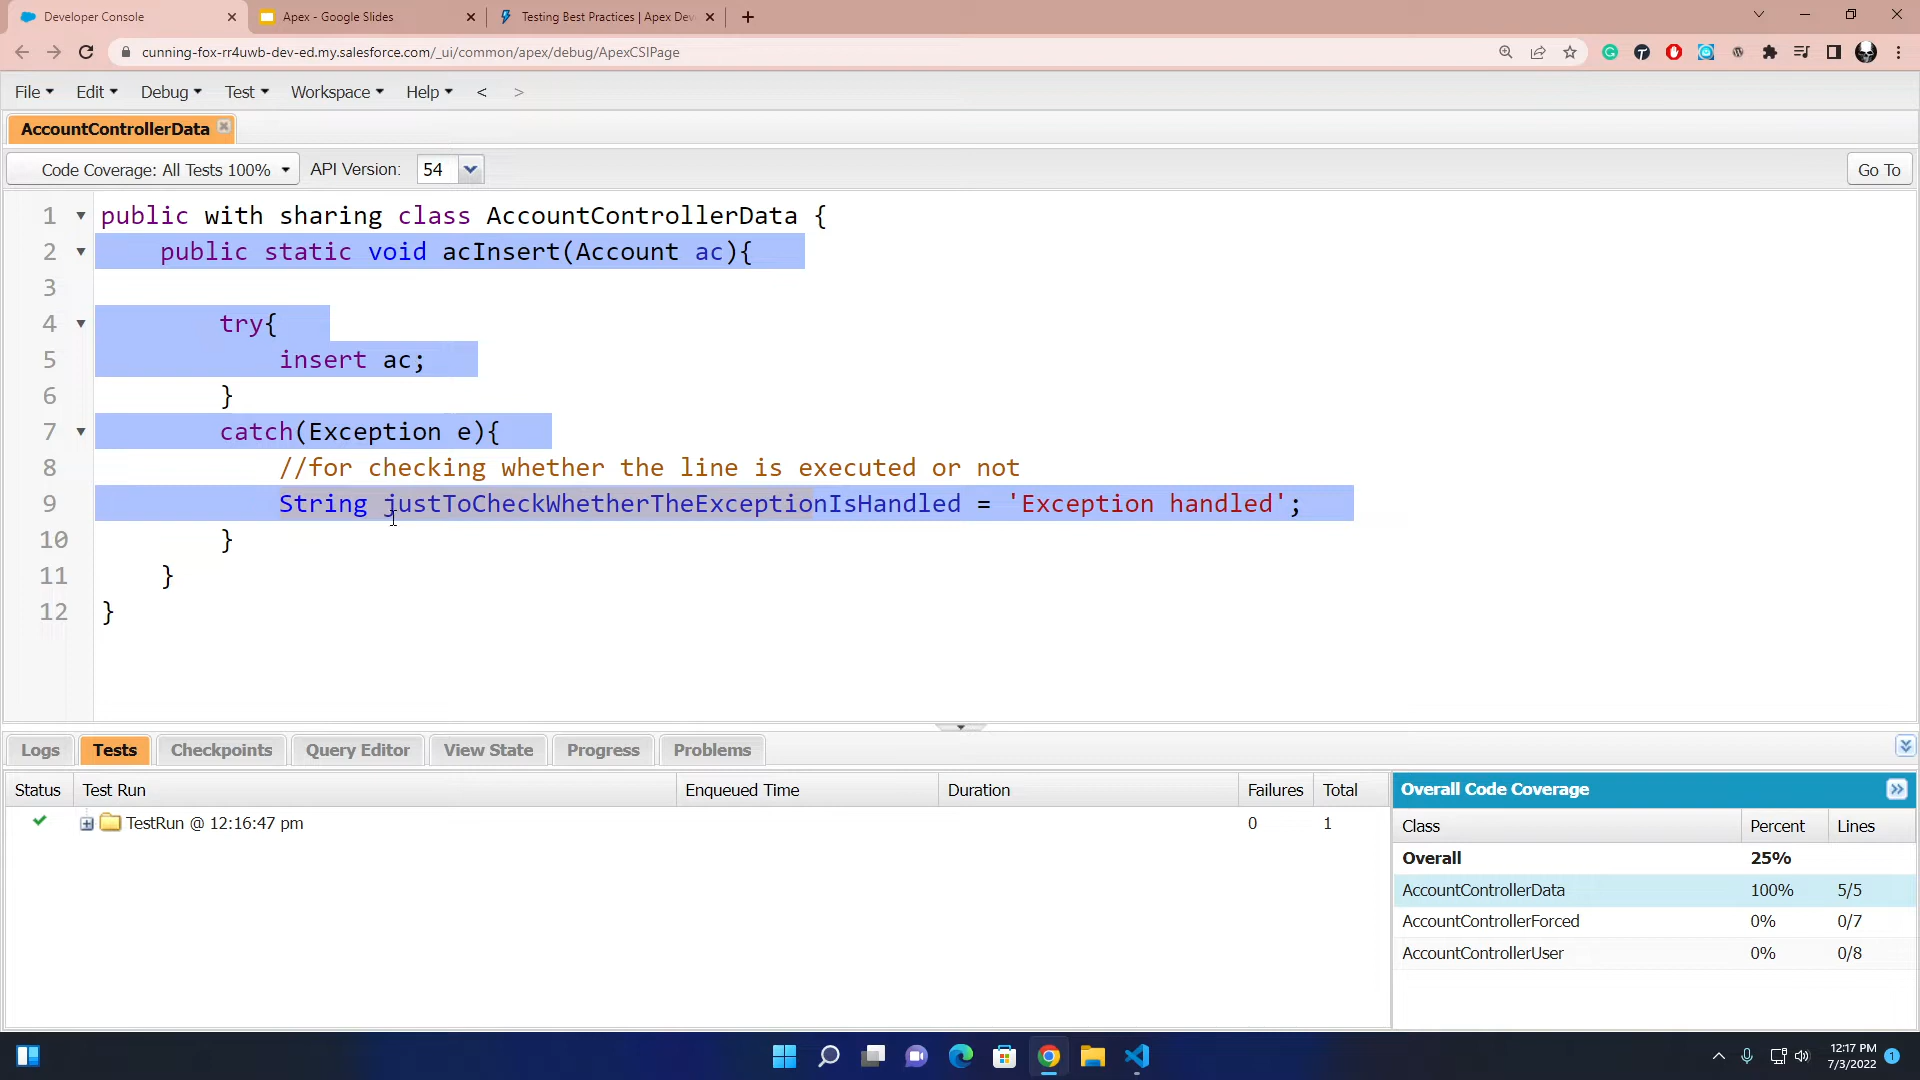 Developer Console
Apex - Google Slides
Testing Best Practices | Apex Dev
cunning-fox-rr4uwb-dev-ed.my.salesforce.com/_ui/common/apex/debug/ApexCSIPage
File Edit Debug Test Workspace Help < >
AccountControllerData
Code Coverage: All Tests 100% API Version: 54 Go To
1 public with sharing class AccountControllerData {
2 public static void acInsert(Account ac){
3
4 try{
5 insert ac;
6 }
7 catch(Exception e){
8 //for checking whether the line is executed or not
9 String justToCheckWhetherTheExceptionIsHandled = 'Exception handled';
10 }
11 }
12 }
Logs Tests Checkpoints Query Editor View State Progress Problems
Status Test Run Enqueued Time Duration Failures Total
TestRun @ 12:16:47 pm 0 1
Overall Code Coverage
Class Percent Lines
Overall 25%
AccountControllerData 100% 5/5
AccountControllerForced 0% 0/7
AccountControllerUser 0% 0/8
12:17 PM
7/3/2022
1